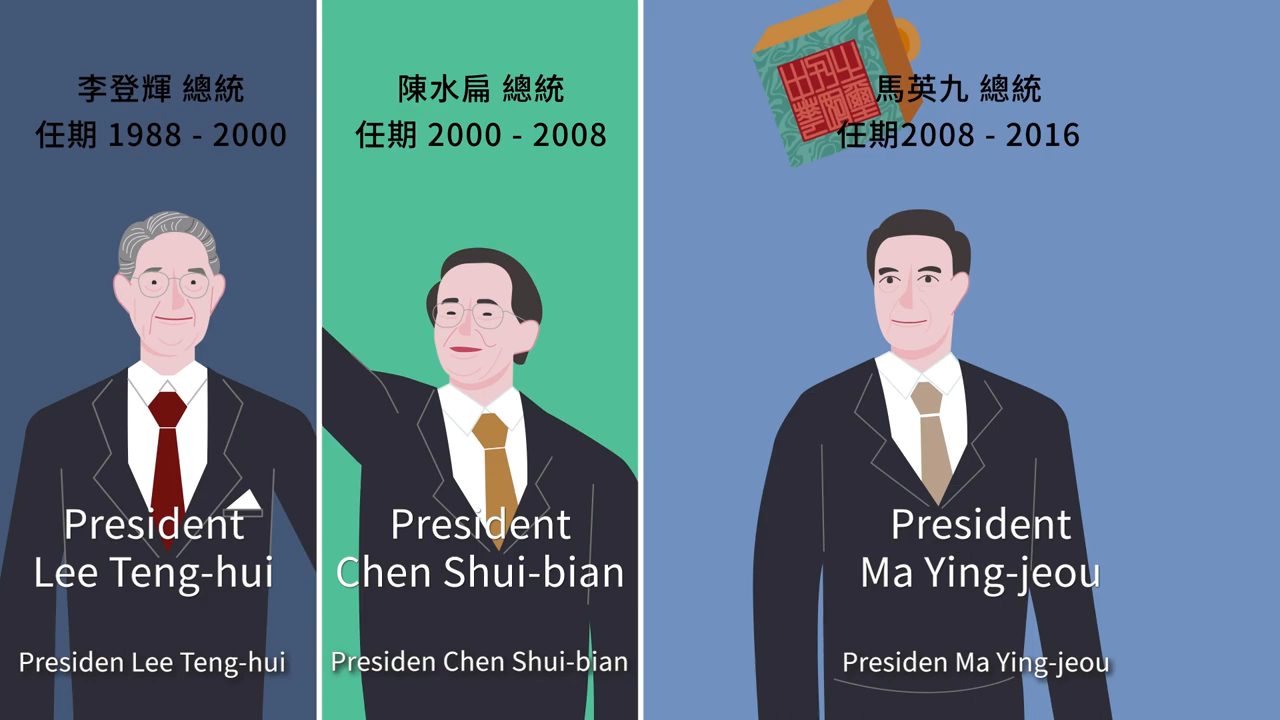 李登輝 總統
任期 1988 - 2000
President
Lee Teng-hui
Presiden Lee Teng-hui
陳水扁 總統
任期 2000 - 2008
President
Chen Shui-bian
Presiden Chen Shui-bian
馬英九 總統
任期2008 - 2016
President
Ma Ying-jeou
Presiden Ma Ying-jeou